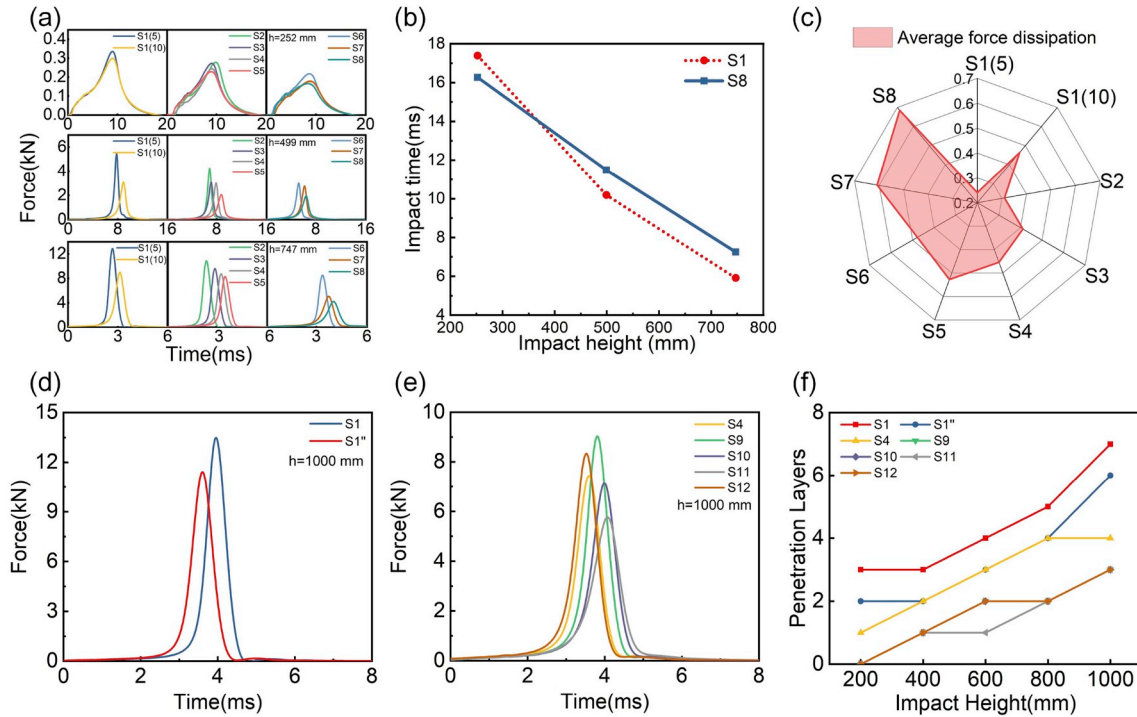 (a)
0.4
0.3
0.2
0.1
0.0
S1(5)
S1(10)
S2
h=252 mm
S3
S4
S5
S6
S7
S8
0 10 20 10 20 10 20
6
4
2
0
S1(5)
S1(10)
S2
h=499 mm
S3
S4
S5
S6
S7
S8
0 8 16 8 16 8 16
12
10
5
0
S1(5)
S1(10)
S2
h=747 mm
S3
S4
S5
S6
S7
S8
0 3 6 3 6 3 6
Force(kN)
Time(ms)
(b)
18
16
14
12
10
8
6
4
S1
S8
Impact time(ms)
200 300 400 500 600 700 800
Impact height (mm)
(c)
Average force dissipation
S1(5)
0.7
0.6
0.5
0.4
0.3
0.2
S1(10)
S2
S3
S4
S5
S6
S7
S8
(d)
15
12
9
6
3
0
S1
S1"
h=1000 mm
Force(kN)
0 2 4 6 8
Time(ms)
(e)
10
8
6
4
2
0
S4
S9
S10
S11
S12
h=1000 mm
Force(kN)
0 2 4 6 8
Time(ms)
(f)
8
6
4
2
0
S1 S1"
S4 S9
S10 S11
S12
Penetration Layers
200 400 600 800 1000
Impact Height(mm)